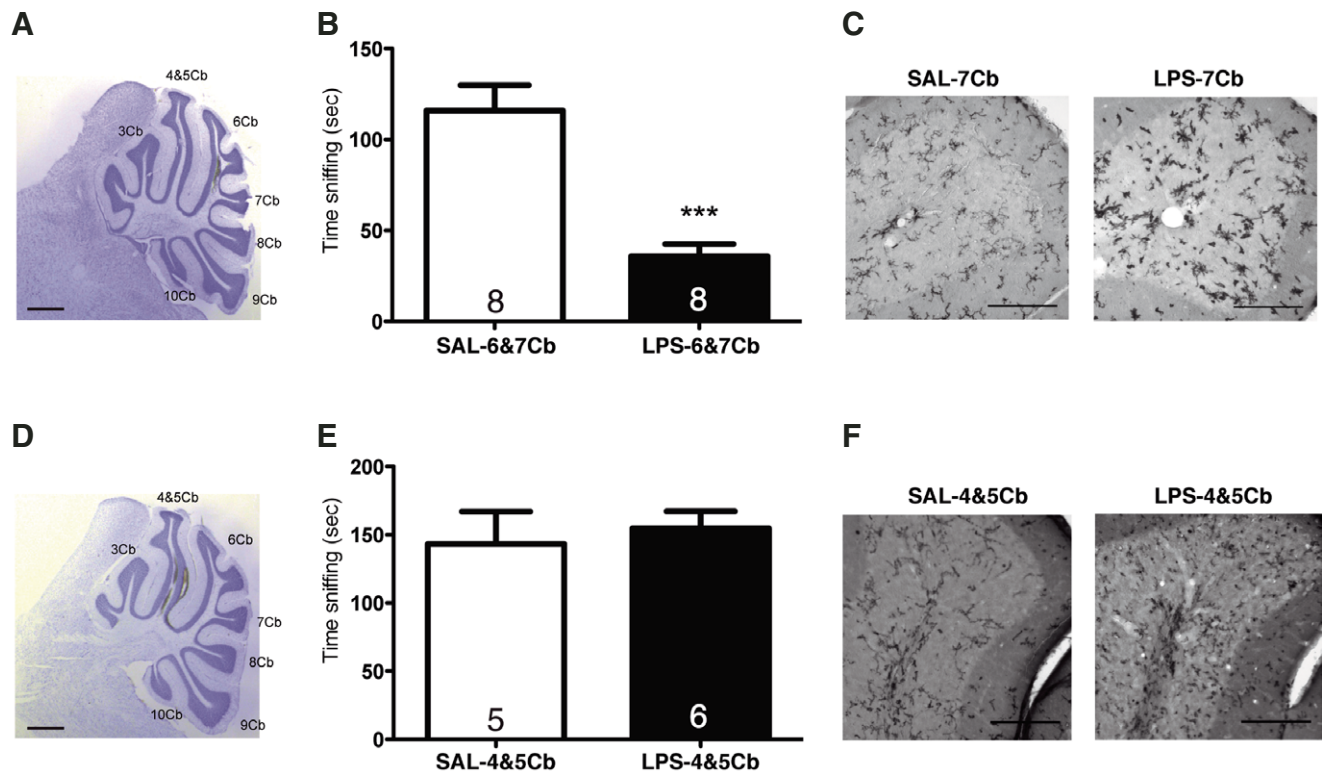 A
4&5Cb
3Cb
6Cb
7Cb
8Cb
10Cb
9Cb
B
Time sniffing (sec)
150
100
50
0
***
8
8
SAL-6&7Cb
LPS-6&7Cb
C
SAL-7Cb
LPS-7Cb
D
4&5Cb
3Cb
6Cb
7Cb
8Cb
10Cb
9Cb
E
Time sniffing (sec)
200
150
100
50
0
5
6
SAL-4&5Cb
LPS-4&5Cb
F
SAL-4&5Cb
LPS-4&5Cb